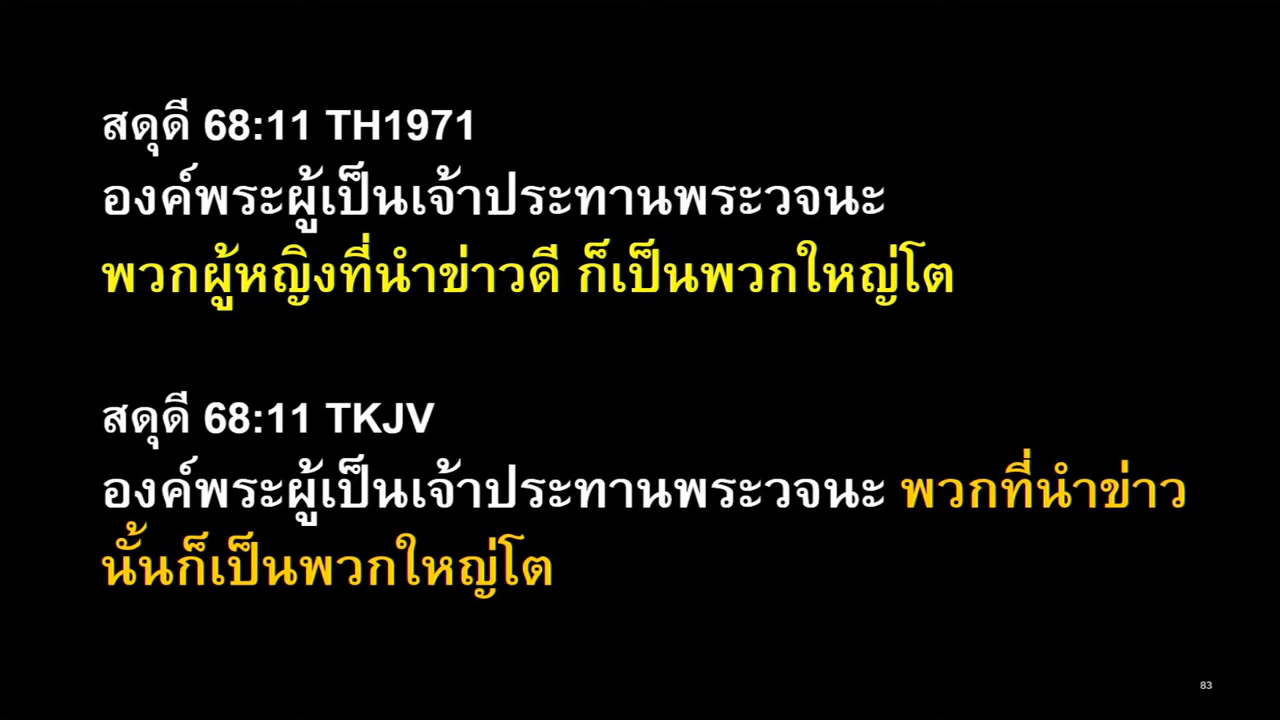 สดุดี 68:11 TH1971
องค์พระผู้เป็นเจ้าประทานพระวจนะ
พวกผู้หญิงที่นำข่าวดี ก็เป็นพวกใหญ่โต
สดุดี 68:11 TKJV
องค์พระผู้เป็นเจ้าประทานพระวจนะ พวกที่นำข่าว
นั้นก็เป็นพวกใหญ่โต
83